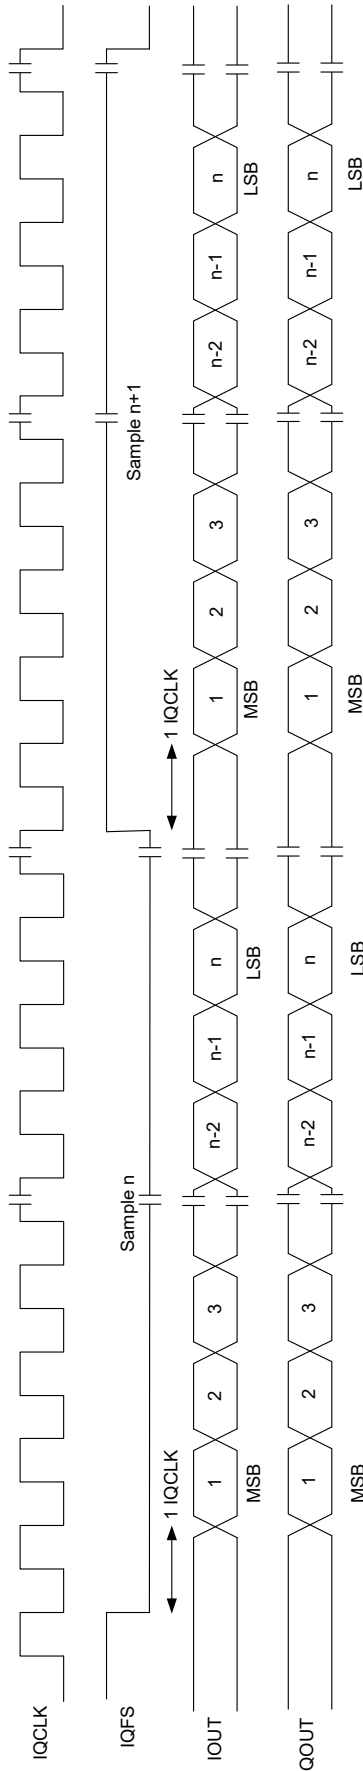 IQCLK
IQFS
Sample n
Sample n+1
1 IQCLK
1 IQCLK
IOUT
1
2
3
n-2
n-1
n
1
2
3
n-2
n-1
n
MSB
LSB
MSB
LSB
QOUT
1
2
3
n-2
n-1
n
1
2
3
n-2
n-1
n
MSB
LSB
MSB
LSB